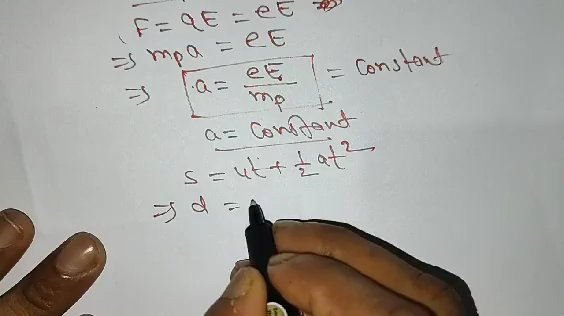 F = qE = eE ⇒
⇒ mpa = eE
⇒ a = eE/mp = constant
a = constant
s = ut + 1/2 at²
⇒ d =